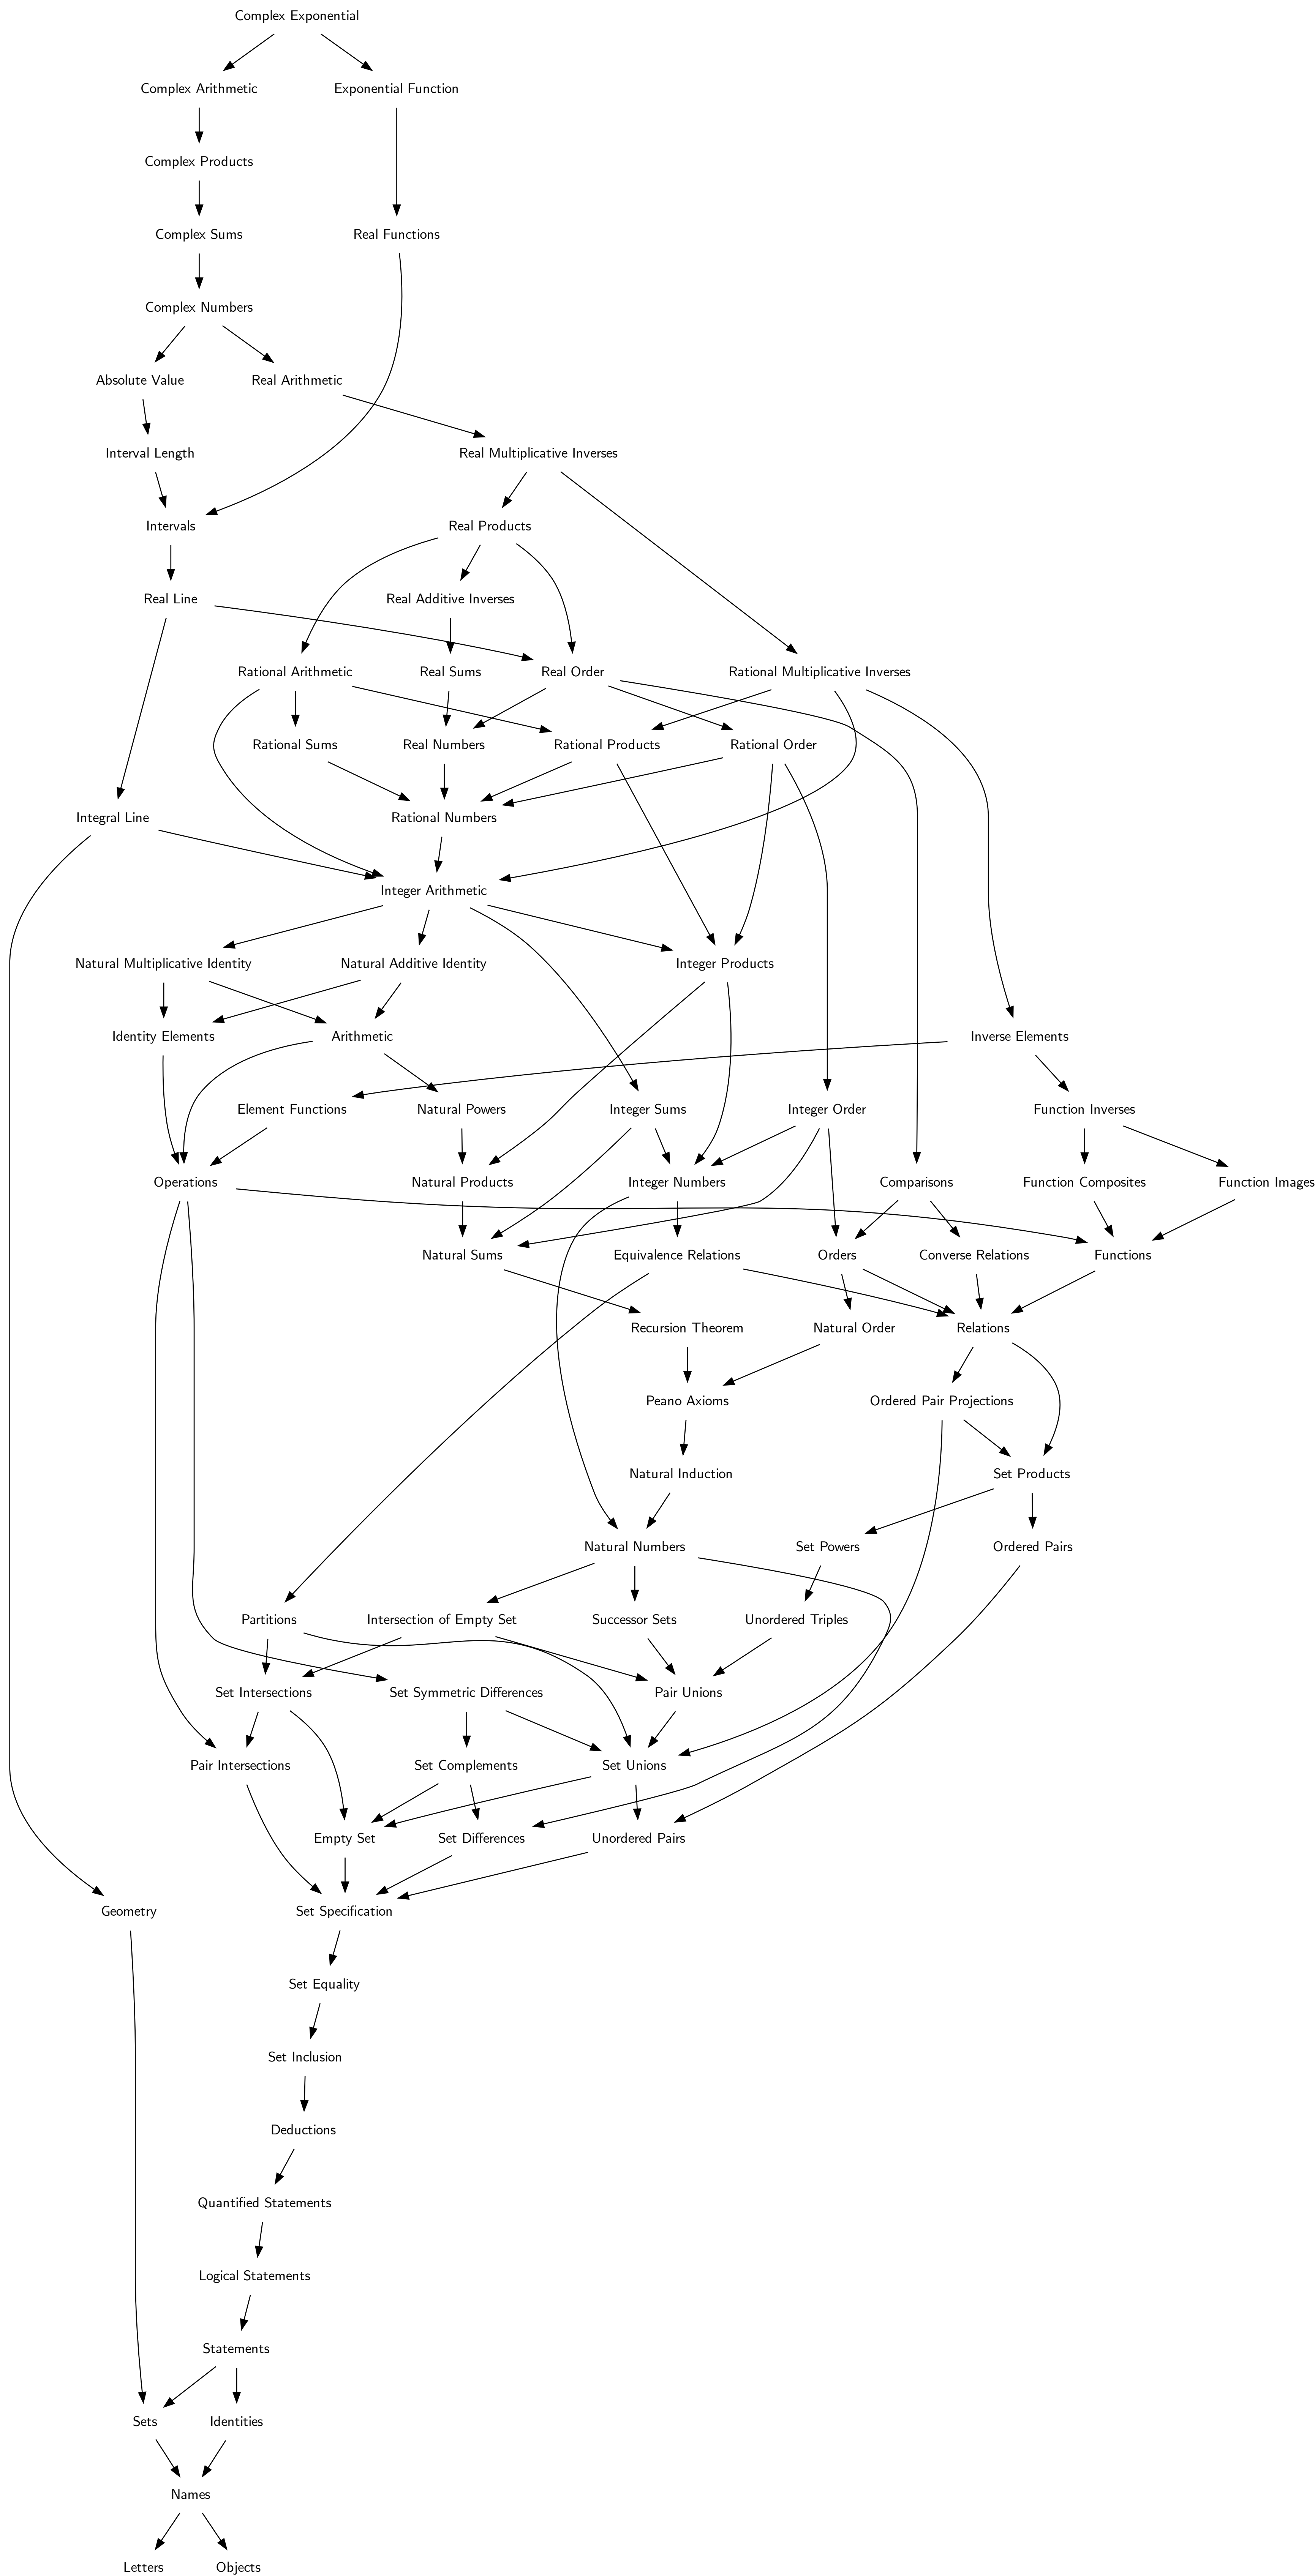 Complex Exponential
Complex Arithmetic
Exponential Function
Complex Products
Complex Sums
Real Functions
Complex Numbers
Absolute Value
Real Arithmetic
Interval Length
Real Multiplicative Inverses
Intervals
Real Products
Real Line
Real Additive Inverses
Rational Arithmetic
Real Sums
Real Order
Rational Multiplicative Inverses
Rational Sums
Real Numbers
Rational Products
Rational Order
Integral Line
Rational Numbers
Integer Arithmetic
Natural Multiplicative Identity
Natural Additive Identity
Integer Products
Identity Elements
Arithmetic
Inverse Elements
Element Functions
Natural Powers
Integer Sums
Integer Order
Function Inverses
Operations
Natural Products
Integer Numbers
Comparisons
Function Composites
Function Images
Natural Sums
Equivalence Relations
Orders
Converse Relations
Functions
Recursion Theorem
Natural Order
Relations
Peano Axioms
Ordered Pair Projections
Natural Induction
Set Products
Natural Numbers
Set Powers
Ordered Pairs
Partitions
Intersection of Empty Set
Successor Sets
Unordered Triples
Set Intersections
Set Symmetric Differences
Pair Unions
Pair Intersections
Set Complements
Set Unions
Empty Set
Set Differences
Unordered Pairs
Geometry
Set Specification
Set Equality
Set Inclusion
Deductions
Quantified Statements
Logical Statements
Statements
Sets
Identities
Names
Letters
Objects